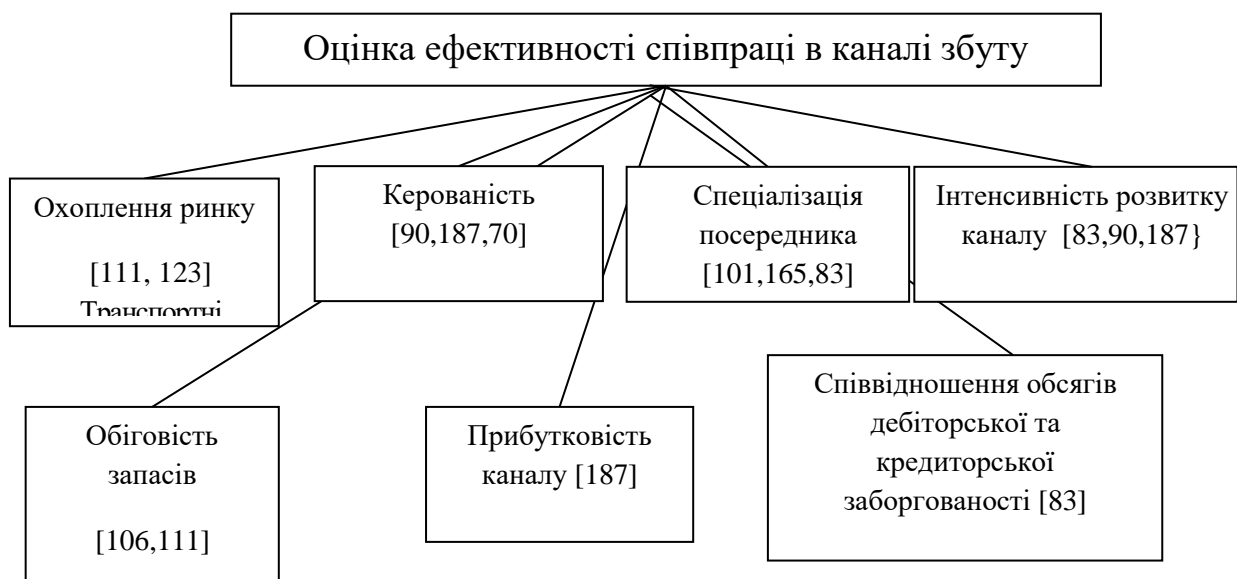 Оцінка ефективності співпраці в каналі збуту
Охоплення ринку
[111, 123]
Транспортні
Керованість
[90,187,70]
Спеціалізація
посередника
[101,165,83]
Інтенсивність розвитку
каналу [83,90,187}
Обіговість
запасів
[106,111]
Прибутковість
каналу [187]
Співвідношення обсягів
дебіторської та
кредиторської
заборгованості [83]